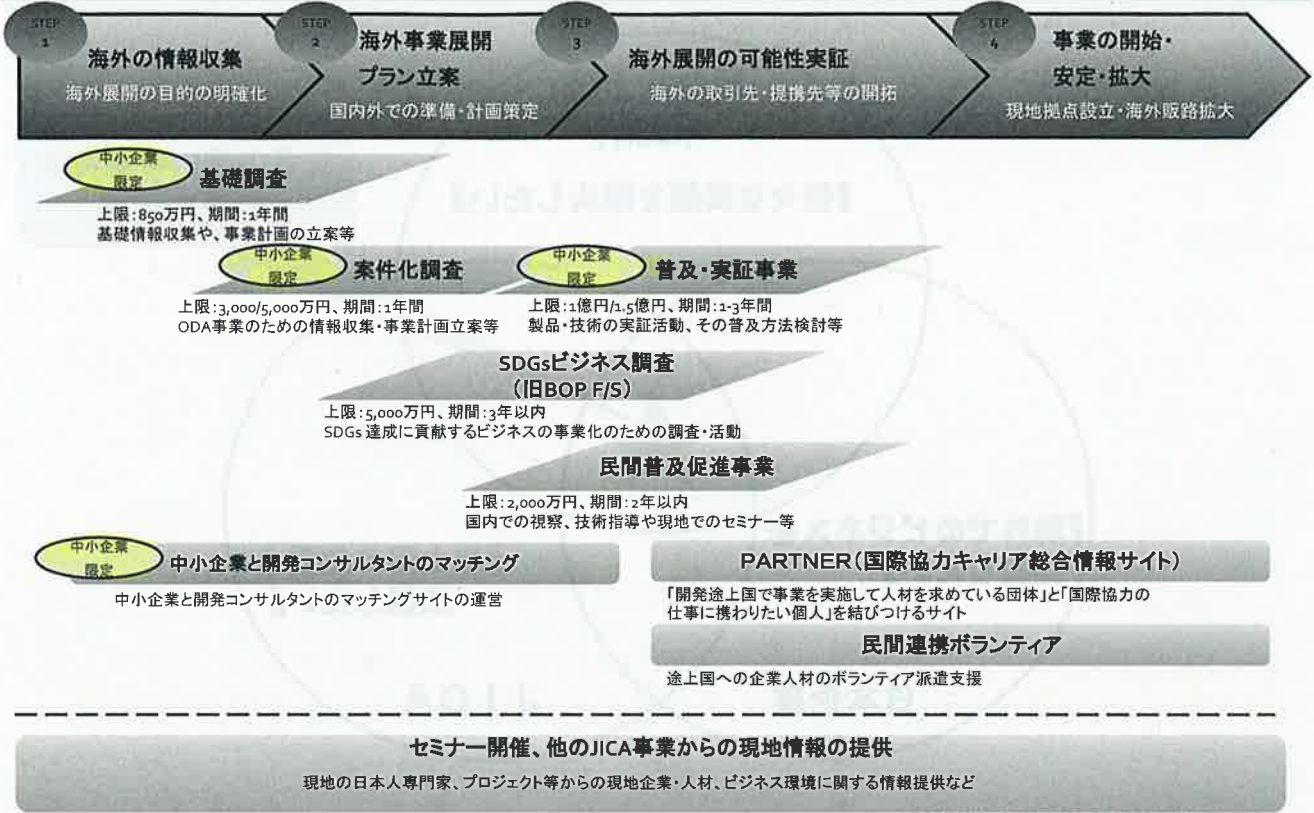 STEP
1
海外の情報収集
海外展開の目的の明確化
STEP
2
海外事業展開
プラン立案
国内外での準備・計画策定
STEP
3
海外展開の可能性実証
海外の取引先・提携先等の開拓
STEP
4
事業の開始・
安定・拡大
現地拠点設立・海外販路拡大
中小企業
限定
基礎調査
上限:850万円、期間:1年間
基礎情報収集や、事業計画の立案等
中小企業
限定
案件化調査
上限:3,000/5,000万円、期間:1年間
ODA事業のための情報収集・事業計画立案等
中小企業
限定
普及・実証事業
上限:1億円/1.5億円、期間:1-3年間
製品・技術の実証活動、その普及方法検討等
SDGsビジネス調査
(旧BOP F/S)
上限:5,000万円、期間:3年以内
SDGs 達成に貢献するビジネスの事業化のための調査・活動
民間普及促進事業
上限:2,000万円、期間:2年以内
国内での視察、技術指導や現地でのセミナー等
中小企業
限定
中小企業と開発コンサルタントのマッチング
中小企業と開発コンサルタントのマッチングサイトの運営
PARTNER(国際協力キャリア総合情報サイト)
「開発途上国で事業を実施して人材を求めている団体」と「国際協力の
仕事に携わりたい個人」を結びつけるサイト
民間連携ボランティア
途上国への企業人材のボランティア派遣支援
セミナー開催、他のJICA事業からの現地情報の提供
現地の日本人専門家、プロジェクト等からの現地企業・人材、ビジネス環境に関する情報提供など